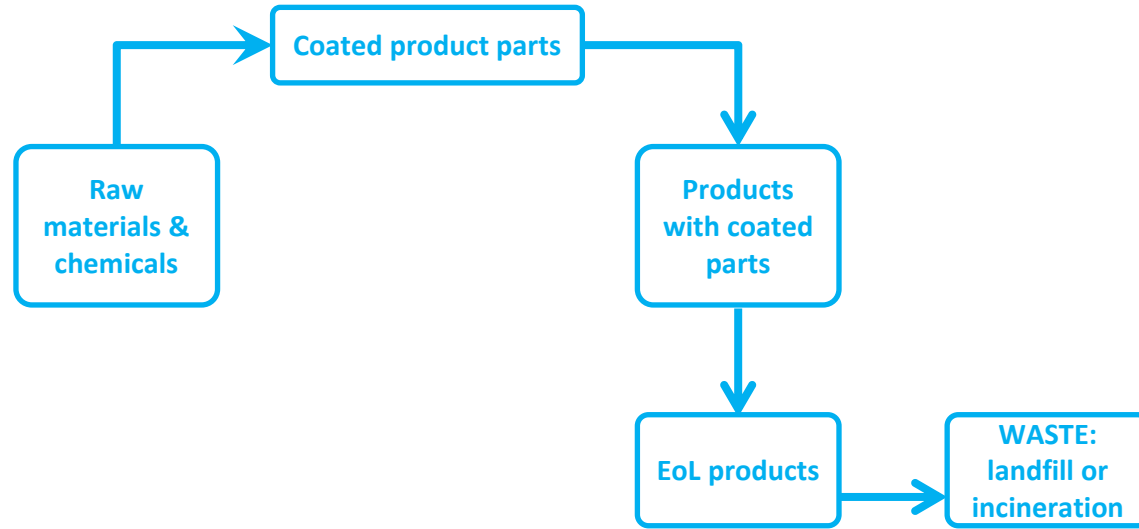 Coated product parts
Raw
materials &
chemicals
Products
with coated
parts
EoL products
WASTE:
landfill or
incineration